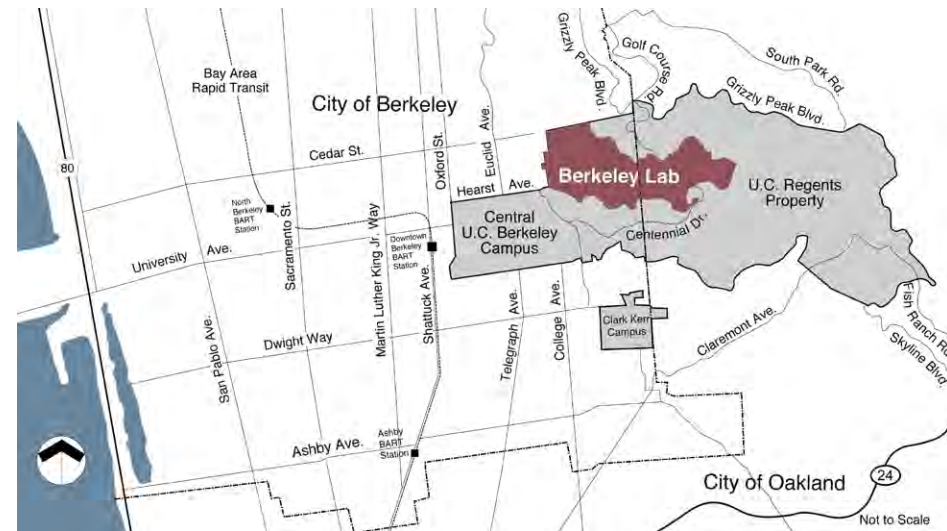 Bay Area
Rapid Transit
City of Berkeley
Grizzly Peak Blvd.
Golf Course Rd.
South Park Rd.
Grizzly Peak Blvd.
Euclid Ave.
Oxford St.
Cedar St.
80
Hearst Ave.
Berkeley Lab
U.C. Regents
Property
Central
U.C. Berkeley
Campus
Centennial Dr.
North
Berkeley
BART
Station
Sacramento St.
Martin Luther King Jr. Way
Downtown
Berkeley
BART
Station
Shattuck Ave.
University Ave.
San Pablo Ave.
Dwight Way
Telegraph Ave.
College Ave.
Clark Kerr
Campus
Claremont Ave.
Fish Ranch Rd.
Skyline Blvd.
Ashby Ave.
Ashby
BART
Station
City of Oakland
24
Not to Scale